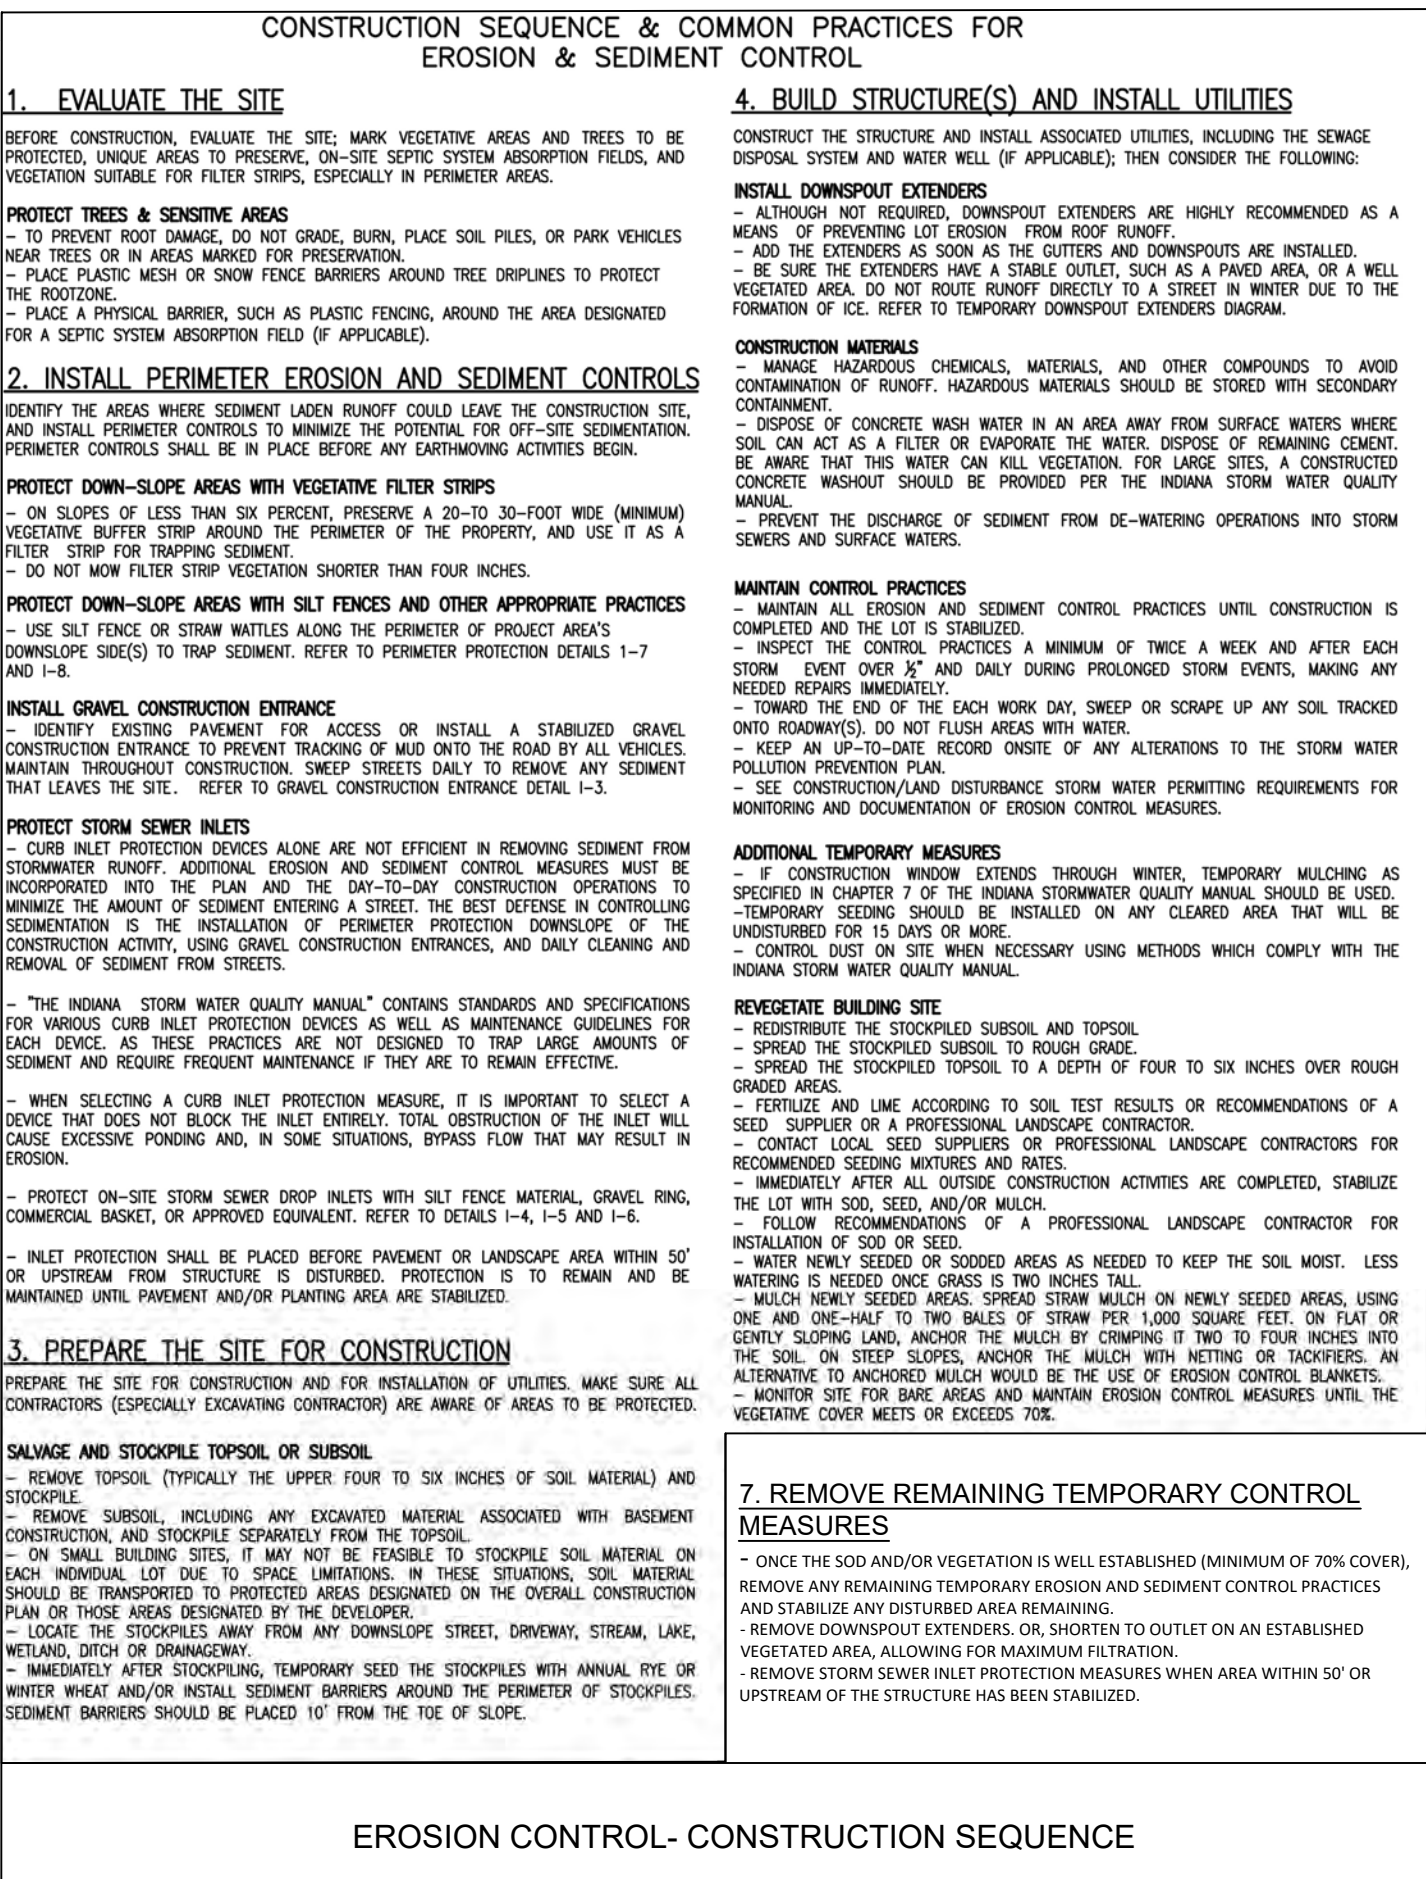 CONSTRUCTION SEQUENCE & COMMON PRACTICES FOR
EROSION & SEDIMENT CONTROL
1. EVALUATE THE SITE
BEFORE CONSTRUCTION, EVALUATE THE SITE; MARK VEGETATIVE AREAS AND TREES TO BE
PROTECTED, UNIQUE AREAS TO PRESERVE, ON-SITE SEPTIC SYSTEM ABSORPTION FIELDS, AND
VEGETATION SUITABLE FOR FILTER STRIPS, ESPECIALLY IN PERIMETER AREAS.
PROTECT TREES & SENSITIVE AREAS
- TO PREVENT ROOT DAMAGE, DO NOT GRADE, BURN, PLACE SOIL PILES, OR PARK VEHICLES
NEAR TREES OR IN AREAS MARKED FOR PRESERVATION.
- PLACE PLASTIC MESH OR SNOW FENCE BARRIERS AROUND TREE DRIPLINES TO PROTECT
THE ROOTZONE.
- PLACE A PHYSICAL BARRIER, SUCH AS PLASTIC FENCING, AROUND THE AREA DESIGNATED
FOR A SEPTIC SYSTEM ABSORPTION FIELD (IF APPLICABLE).
2. INSTALL PERIMETER EROSION AND SEDIMENT CONTROLS
IDENTIFY THE AREAS WHERE SEDIMENT LADEN RUNOFF COULD LEAVE THE CONSTRUCTION SITE,
AND INSTALL PERIMETER CONTROLS TO MINIMIZE THE POTENTIAL FOR OFF-SITE SEDIMENTATION.
PERIMETER CONTROLS SHALL BE IN PLACE BEFORE ANY EARTHMOVING ACTIVITIES BEGIN.
PROTECT DOWN-SLOPE AREAS WITH VEGETATIVE FILTER STRIPS
- ON SLOPES OF LESS THAN SIX PERCENT, PRESERVE A 20-TO 30-FOOT WIDE (MINIMUM)
VEGETATIVE BUFFER STRIP AROUND THE PERIMETER OF THE PROPERTY, AND USE IT AS A
FILTER STRIP FOR TRAPPING SEDIMENT.
- DO NOT MOW FILTER STRIP VEGETATION SHORTER THAN FOUR INCHES.
PROTECT DOWN-SLOPE AREAS WITH SILT FENCES AND OTHER APPROPRIATE PRACTICES
- USE SILT FENCE OR STRAW WATTLES ALONG THE PERIMETER OF PROJECT AREA'S
DOWNSLOPE SIDE(S) TO TRAP SEDIMENT. REFER TO PERIMETER PROTECTION DETAILS 1-7
AND I-8.
INSTALL GRAVEL CONSTRUCTION ENTRANCE
- IDENTIFY EXISTING PAVEMENT FOR ACCESS OR INSTALL A STABILIZED GRAVEL
CONSTRUCTION ENTRANCE TO PREVENT TRACKING OF MUD ONTO THE ROAD BY ALL VEHICLES.
MAINTAIN THROUGHOUT CONSTRUCTION. SWEEP STREETS DAILY TO REMOVE ANY SEDIMENT
THAT LEAVES THE SITE. REFER TO GRAVEL CONSTRUCTION ENTRANCE DETAIL I-3.
PROTECT STORM SEWER INLETS
- CURB INLET PROTECTION DEVICES ALONE ARE NOT EFFICIENT IN REMOVING SEDIMENT FROM
STORMWATER RUNOFF. ADDITIONAL EROSION AND SEDIMENT CONTROL MEASURES MUST BE
INCORPORATED INTO THE PLAN AND THE DAY-TO-DAY CONSTRUCTION OPERATIONS TO
MINIMIZE THE AMOUNT OF SEDIMENT ENTERING A STREET. THE BEST DEFENSE IN CONTROLLING
SEDIMENTATION IS THE INSTALLATION OF PERIMETER PROTECTION DOWNSLOPE OF THE
CONSTRUCTION ACTIVITY, USING GRAVEL CONSTRUCTION ENTRANCES, AND DAILY CLEANING AND
REMOVAL OF SEDIMENT FROM STREETS.
- "THE INDIANA STORM WATER QUALITY MANUAL" CONTAINS STANDARDS AND SPECIFICATIONS
FOR VARIOUS CURB INLET PROTECTION DEVICES AS WELL AS MAINTENANCE GUIDELINES FOR
EACH DEVICE. AS THESE PRACTICES ARE NOT DESIGNED TO TRAP LARGE AMOUNTS OF
SEDIMENT AND REQUIRE FREQUENT MAINTENANCE IF THEY ARE TO REMAIN EFFECTIVE.
- WHEN SELECTING A CURB INLET PROTECTION MEASURE, IT IS IMPORTANT TO SELECT A
DEVICE THAT DOES NOT BLOCK THE INLET ENTIRELY. TOTAL OBSTRUCTION OF THE INLET WILL
CAUSE EXCESSIVE PONDING AND, IN SOME SITUATIONS, BYPASS FLOW THAT MAY RESULT IN
EROSION.
- PROTECT ON-SITE STORM SEWER DROP INLETS WITH SILT FENCE MATERIAL, GRAVEL RING,
COMMERCIAL BASKET, OR APPROVED EQUIVALENT. REFER TO DETAILS I-4, I-5 AND I-6.
- INLET PROTECTION SHALL BE PLACED BEFORE PAVEMENT OR LANDSCAPE AREA WITHIN 50'
OR UPSTREAM FROM STRUCTURE IS DISTURBED. PROTECTION IS TO REMAIN AND BE
MAINTAINED UNTIL PAVEMENT AND/OR PLANTING AREA ARE STABILIZED.
3. PREPARE THE SITE FOR CONSTRUCTION
PREPARE THE SITE FOR CONSTRUCTION AND FOR INSTALLATION OF UTILITIES. MAKE SURE ALL
CONTRACTORS (ESPECIALLY EXCAVATING CONTRACTOR) ARE AWARE OF AREAS TO BE PROTECTED.
SALVAGE AND STOCKPILE TOPSOIL OR SUBSOIL
- REMOVE TOPSOIL (TYPICALLY THE UPPER FOUR TO SIX INCHES OF SOIL MATERIAL) AND
STOCKPILE.
- REMOVE SUBSOIL, INCLUDING ANY EXCAVATED MATERIAL ASSOCIATED WITH BASEMENT
CONSTRUCTION, AND STOCKPILE SEPARATELY FROM THE TOPSOIL.
- ON SMALL BUILDING SITES, IT MAY NOT BE FEASIBLE TO STOCKPILE SOIL MATERIAL ON
EACH INDIVIDUAL LOT DUE TO SPACE LIMITATIONS. IN THESE SITUATIONS, SOIL MATERIAL
SHOULD BE TRANSPORTED TO PROTECTED AREAS DESIGNATED ON THE OVERALL CONSTRUCTION
PLAN OR THOSE AREAS DESIGNATED BY THE DEVELOPER.
- LOCATE THE STOCKPILES AWAY FROM ANY DOWNSLOPE STREET, DRIVEWAY, STREAM, LAKE,
WETLAND, DITCH OR DRAINAGEWAY.
- IMMEDIATELY AFTER STOCKPILING, TEMPORARY SEED THE STOCKPILES WITH ANNUAL RYE OR
WINTER WHEAT AND/OR INSTALL SEDIMENT BARRIERS AROUND THE PERIMETER OF STOCKPILES.
SEDIMENT BARRIERS SHOULD BE PLACED 10' FROM THE TOE OF SLOPE.
4. BUILD STRUCTURE(S) AND INSTALL UTILITIES
CONSTRUCT THE STRUCTURE AND INSTALL ASSOCIATED UTILITIES, INCLUDING THE SEWAGE
DISPOSAL SYSTEM AND WATER WELL (IF APPLICABLE); THEN CONSIDER THE FOLLOWING:
INSTALL DOWNSPOUT EXTENDERS
- ALTHOUGH NOT REQUIRED, DOWNSPOUT EXTENDERS ARE HIGHLY RECOMMENDED AS A
MEANS OF PREVENTING LOT EROSION FROM ROOF RUNOFF.
- ADD THE EXTENDERS AS SOON AS THE GUTTERS AND DOWNSPOUTS ARE INSTALLED.
- BE SURE THE EXTENDERS HAVE A STABLE OUTLET, SUCH AS A PAVED AREA, OR A WELL
VEGETATED AREA. DO NOT ROUTE RUNOFF DIRECTLY TO A STREET IN WINTER DUE TO THE
FORMATION OF ICE. REFER TO TEMPORARY DOWNSPOUT EXTENDERS DIAGRAM.
CONSTRUCTION MATERIALS
- MANAGE HAZARDOUS CHEMICALS, MATERIALS, AND OTHER COMPOUNDS TO AVOID
CONTAMINATION OF RUNOFF. HAZARDOUS MATERIALS SHOULD BE STORED WITH SECONDARY
CONTAINMENT.
- DISPOSE OF CONCRETE WASH WATER IN AN AREA AWAY FROM SURFACE WATERS WHERE
SOIL CAN ACT AS A FILTER OR EVAPORATE THE WATER. DISPOSE OF REMAINING CEMENT.
BE AWARE THAT THIS WATER CAN KILL VEGETATION. FOR LARGE SITES, A CONSTRUCTED
CONCRETE WASHOUT SHOULD BE PROVIDED PER THE INDIANA STORM WATER QUALITY
MANUAL.
- PREVENT THE DISCHARGE OF SEDIMENT FROM DE-WATERING OPERATIONS INTO STORM
SEWERS AND SURFACE WATERS.
MAINTAIN CONTROL PRACTICES
- MAINTAIN ALL EROSION AND SEDIMENT CONTROL PRACTICES UNTIL CONSTRUCTION IS
COMPLETED AND THE LOT IS STABILIZED.
- INSPECT THE CONTROL PRACTICES A MINIMUM OF TWICE A WEEK AND AFTER EACH
STORM EVENT OVER ½" AND DAILY DURING PROLONGED STORM EVENTS, MAKING ANY
NEEDED REPAIRS IMMEDIATELY.
- TOWARD THE END OF THE EACH WORK DAY, SWEEP OR SCRAPE UP ANY SOIL TRACKED
ONTO ROADWAY(S). DO NOT FLUSH AREAS WITH WATER.
- KEEP AN UP-TO-DATE RECORD ONSITE OF ANY ALTERATIONS TO THE STORM WATER
POLLUTION PREVENTION PLAN.
- SEE CONSTRUCTION/LAND DISTURBANCE STORM WATER PERMITTING REQUIREMENTS FOR
MONITORING AND DOCUMENTATION OF EROSION CONTROL MEASURES.
ADDITIONAL TEMPORARY MEASURES
- IF CONSTRUCTION WINDOW EXTENDS THROUGH WINTER, TEMPORARY MULCHING AS
SPECIFIED IN CHAPTER 7 OF THE INDIANA STORMWATER QUALITY MANUAL SHOULD BE USED.
-TEMPORARY SEEDING SHOULD BE INSTALLED ON ANY CLEARED AREA THAT WILL BE
UNDISTURBED FOR 15 DAYS OR MORE.
- CONTROL DUST ON SITE WHEN NECESSARY USING METHODS WHICH COMPLY WITH THE
INDIANA STORM WATER QUALITY MANUAL.
REVEGETATE BUILDING SITE
- REDISTRIBUTE THE STOCKPILED SUBSOIL AND TOPSOIL
- SPREAD THE STOCKPILED SUBSOIL TO ROUGH GRADE.
- SPREAD THE STOCKPILED TOPSOIL TO A DEPTH OF FOUR TO SIX INCHES OVER ROUGH
GRADED AREAS.
- FERTILIZE AND LIME ACCORDING TO SOIL TEST RESULTS OR RECOMMENDATIONS OF A
SEED SUPPLIER OR A PROFESSIONAL LANDSCAPE CONTRACTOR.
- CONTACT LOCAL SEED SUPPLIERS OR PROFESSIONAL LANDSCAPE CONTRACTORS FOR
RECOMMENDED SEEDING MIXTURES AND RATES.
- IMMEDIATELY AFTER ALL OUTSIDE CONSTRUCTION ACTIVITIES ARE COMPLETED, STABILIZE
THE LOT WITH SOD, SEED, AND/OR MULCH.
- FOLLOW RECOMMENDATIONS OF A PROFESSIONAL LANDSCAPE CONTRACTOR FOR
INSTALLATION OF SOD OR SEED.
- WATER NEWLY SEEDED OR SODDED AREAS AS NEEDED TO KEEP THE SOIL MOIST. LESS
WATERING IS NEEDED ONCE GRASS IS TWO INCHES TALL.
- MULCH NEWLY SEEDED AREAS. SPREAD STRAW MULCH ON NEWLY SEEDED AREAS, USING
ONE AND ONE-HALF TO TWO BALES OF STRAW PER 1,000 SQUARE FEET. ON FLAT OR
GENTLY SLOPING LAND, ANCHOR THE MULCH BY CRIMPING IT TWO TO FOUR INCHES INTO
THE SOIL. ON STEEP SLOPES, ANCHOR THE MULCH WITH NETTING OR TACKIFIERS. AN
ALTERNATIVE TO ANCHORED MULCH WOULD BE THE USE OF EROSION CONTROL BLANKETS.
- MONITOR SITE FOR BARE AREAS AND MAINTAIN EROSION CONTROL MEASURES UNTIL THE
VEGETATIVE COVER MEETS OR EXCEEDS 70%.
7. REMOVE REMAINING TEMPORARY CONTROL
MEASURES
- ONCE THE SOD AND/OR VEGETATION IS WELL ESTABLISHED (MINIMUM OF 70% COVER),
REMOVE ANY REMAINING TEMPORARY EROSION AND SEDIMENT CONTROL PRACTICES
AND STABILIZE ANY DISTURBED AREA REMAINING.
- REMOVE DOWNSPOUT EXTENDERS. OR, SHORTEN TO OUTLET ON AN ESTABLISHED
VEGETATED AREA, ALLOWING FOR MAXIMUM FILTRATION.
- REMOVE STORM SEWER INLET PROTECTION MEASURES WHEN AREA WITHIN 50' OR
UPSTREAM OF THE STRUCTURE HAS BEEN STABILIZED.
EROSION CONTROL- CONSTRUCTION SEQUENCE